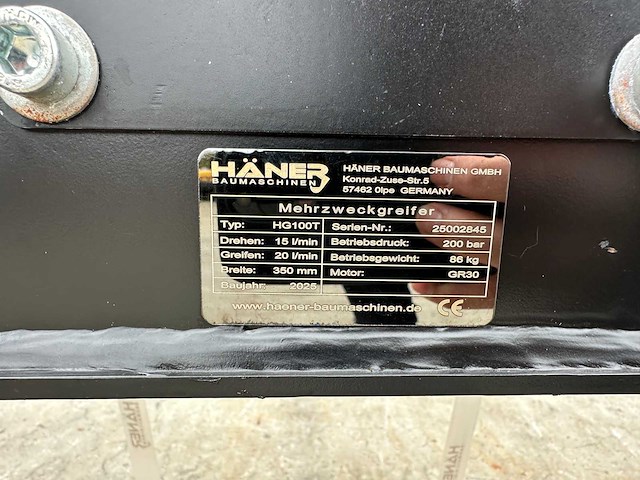 HÄNER
BAUMASCHINEN
HÄNER BAUMASCHINEN GMBH
Konrad-Zuse-Str.5
57462 Olpe GERMANY
Mehrzweckgreifer
Typ: HG100T Serien-Nr.: 25002845
Drehen: 15 l/min Betriebsdruck: 200 bar
Greifen: 20 l/min Betriebsgewicht: 86 kg
Breite: 350 mm Motor: GR30
Baujahr: 2025
www.haener-baumaschinen.de CE
HÄNER
HÄNER